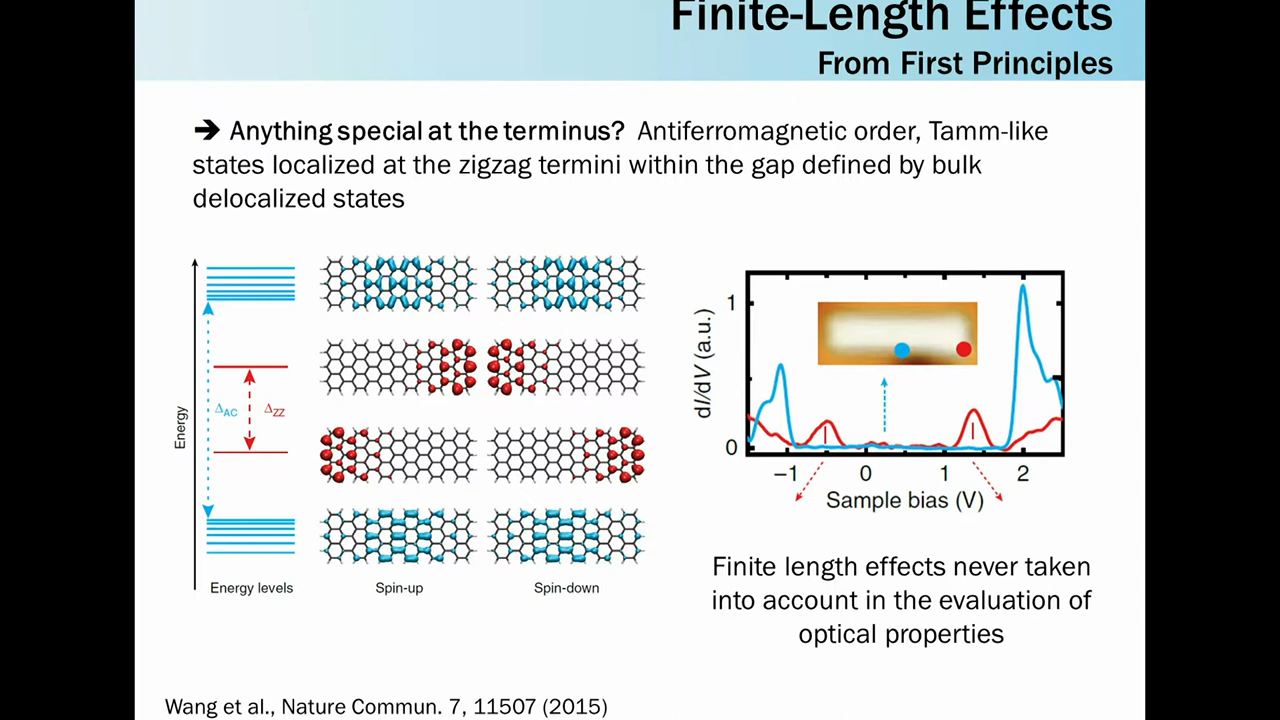 Finite-Length Effects
From First Principles
➔ Anything special at the terminus? Antiferromagnetic order, Tamm-like
states localized at the zigzag termini within the gap defined by bulk
delocalized states
Energy
ΔAC
ΔZZ
Energy levels
Spin-up
Spin-down
dI/dV (a.u.)
1
0
−1
0
1
2
Sample bias (V)
Finite length effects never taken
into account in the evaluation of
optical properties
Wang et al., Nature Commun. 7, 11507 (2015)